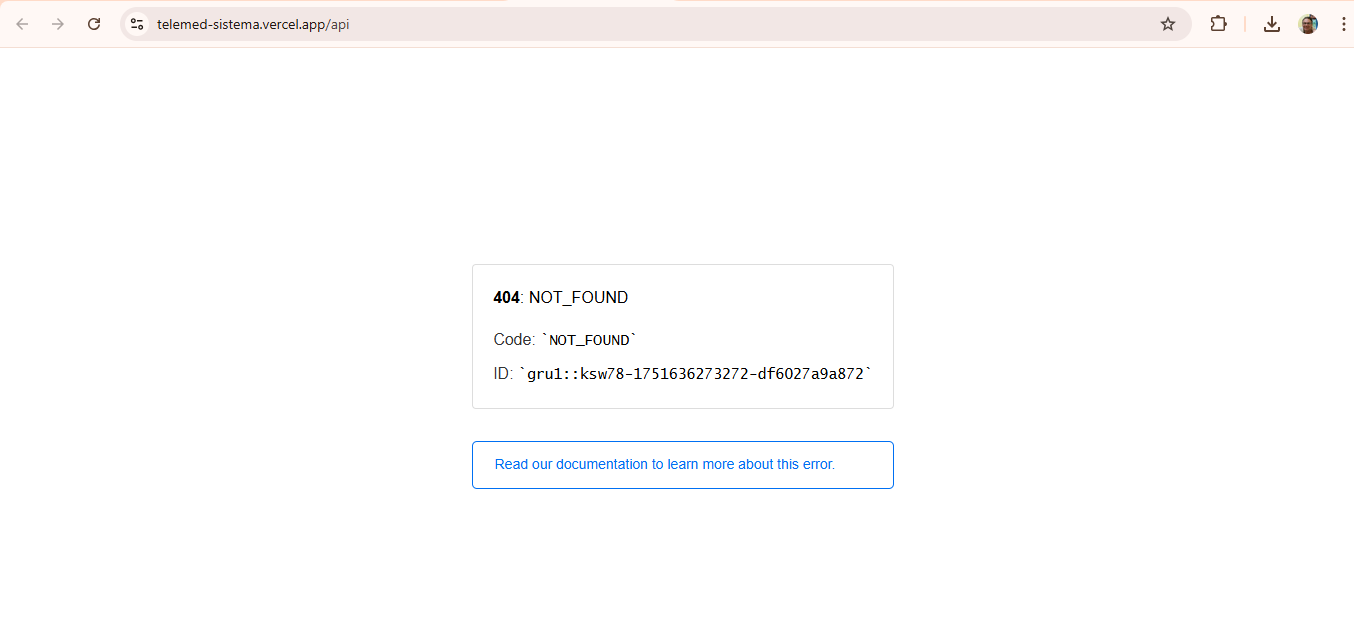 telemed-sistema.vercel.app/api
404: NOT_FOUND
Code: `NOT_FOUND`
ID: `gru1::ksw78-1751636273272-df6027a9a872`
Read our documentation to learn more about this error.